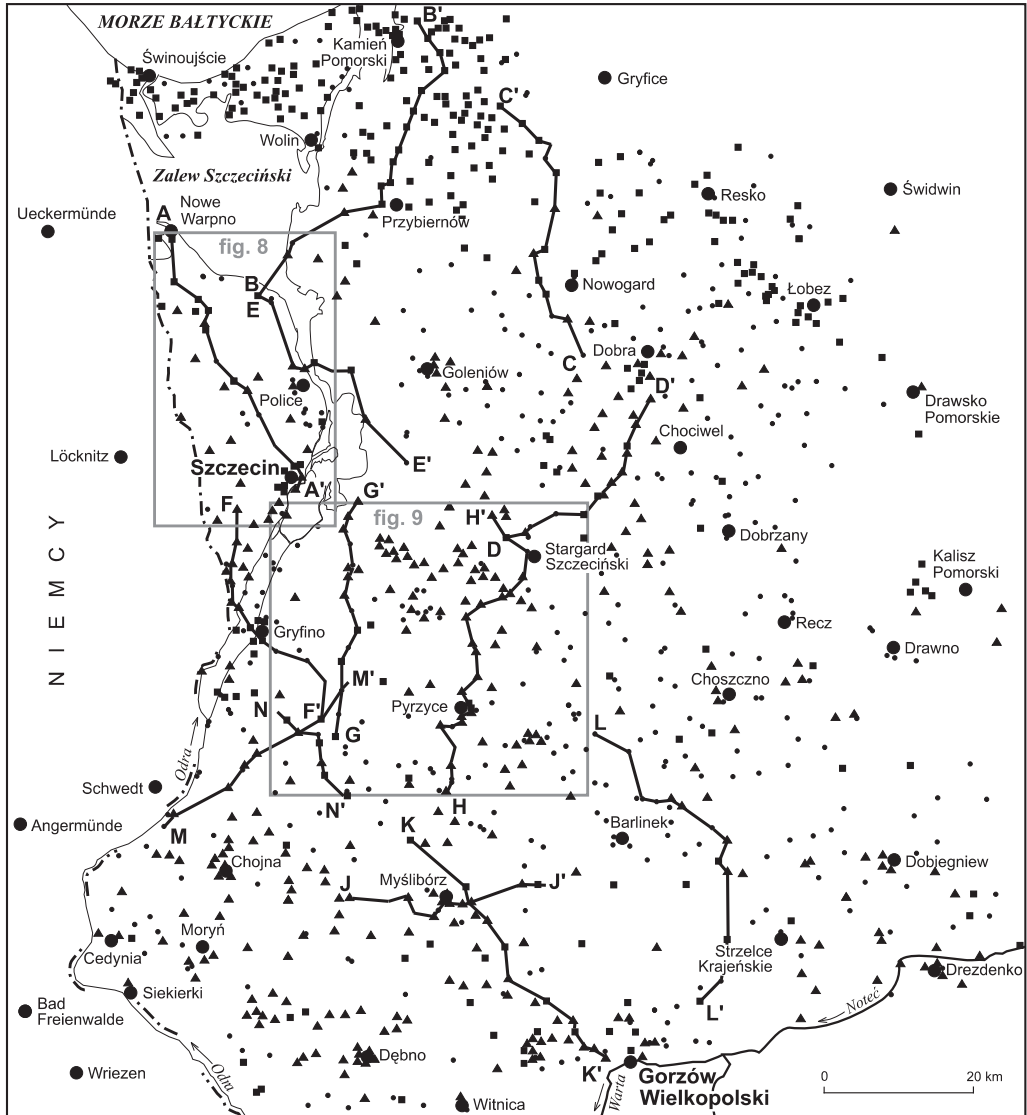 MORZE BAŁTYCKIE
B'
Kamień
Pomorski
Świnoujście
Gryfice
C'
Wolin
Zalew Szczeciński
Resko
Świdwin
A
Nowe
Warpno
Ueckermünde
Przybiernów
fig. 8
B
E
Nowogard
Łobez
Dobra
C
Goleniów
Police
D'
Drawsko
Pomorskie
Chociwel
Löcknitz
Szczecin
E'
A'
F
G'
fig. 9
H'
D
Stargard
Szczeciński
Dobrzany
Kalisz
Pomorski
NIEMCY
Gryfino
Recz
Drawno
M'
Choszczno
N
F'
Pyrzyce
L
G
Odra
Schwedt
N'
H
M
Angermünde
K
Barlinek
Chojna
Dobiegniew
Myślibórz
J
J'
Moryń
Cedynia
Strzelce
Krajeńskie
Drezdenko
Siekierki
Bad
Freienwalde
L'
Noteć
Dębno
K'
Wriezen
Odra
Gorzów
Wielkopolski
Warta
Witnica
0
20 km